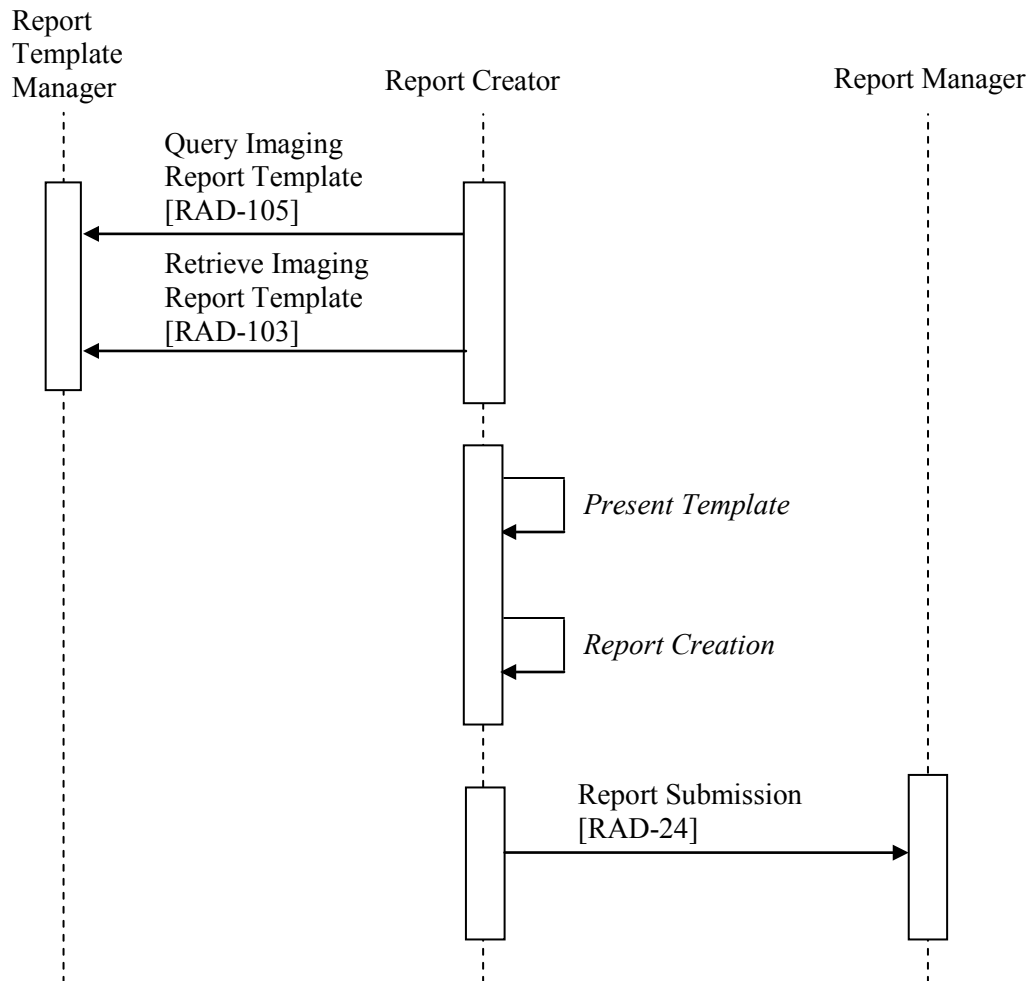 Report
Template
Manager
Report Creator
Report Manager
Query Imaging
Report Template
[RAD-105]
Retrieve Imaging
Report Template
[RAD-103]
Present Template
Report Creation
Report Submission
[RAD-24]